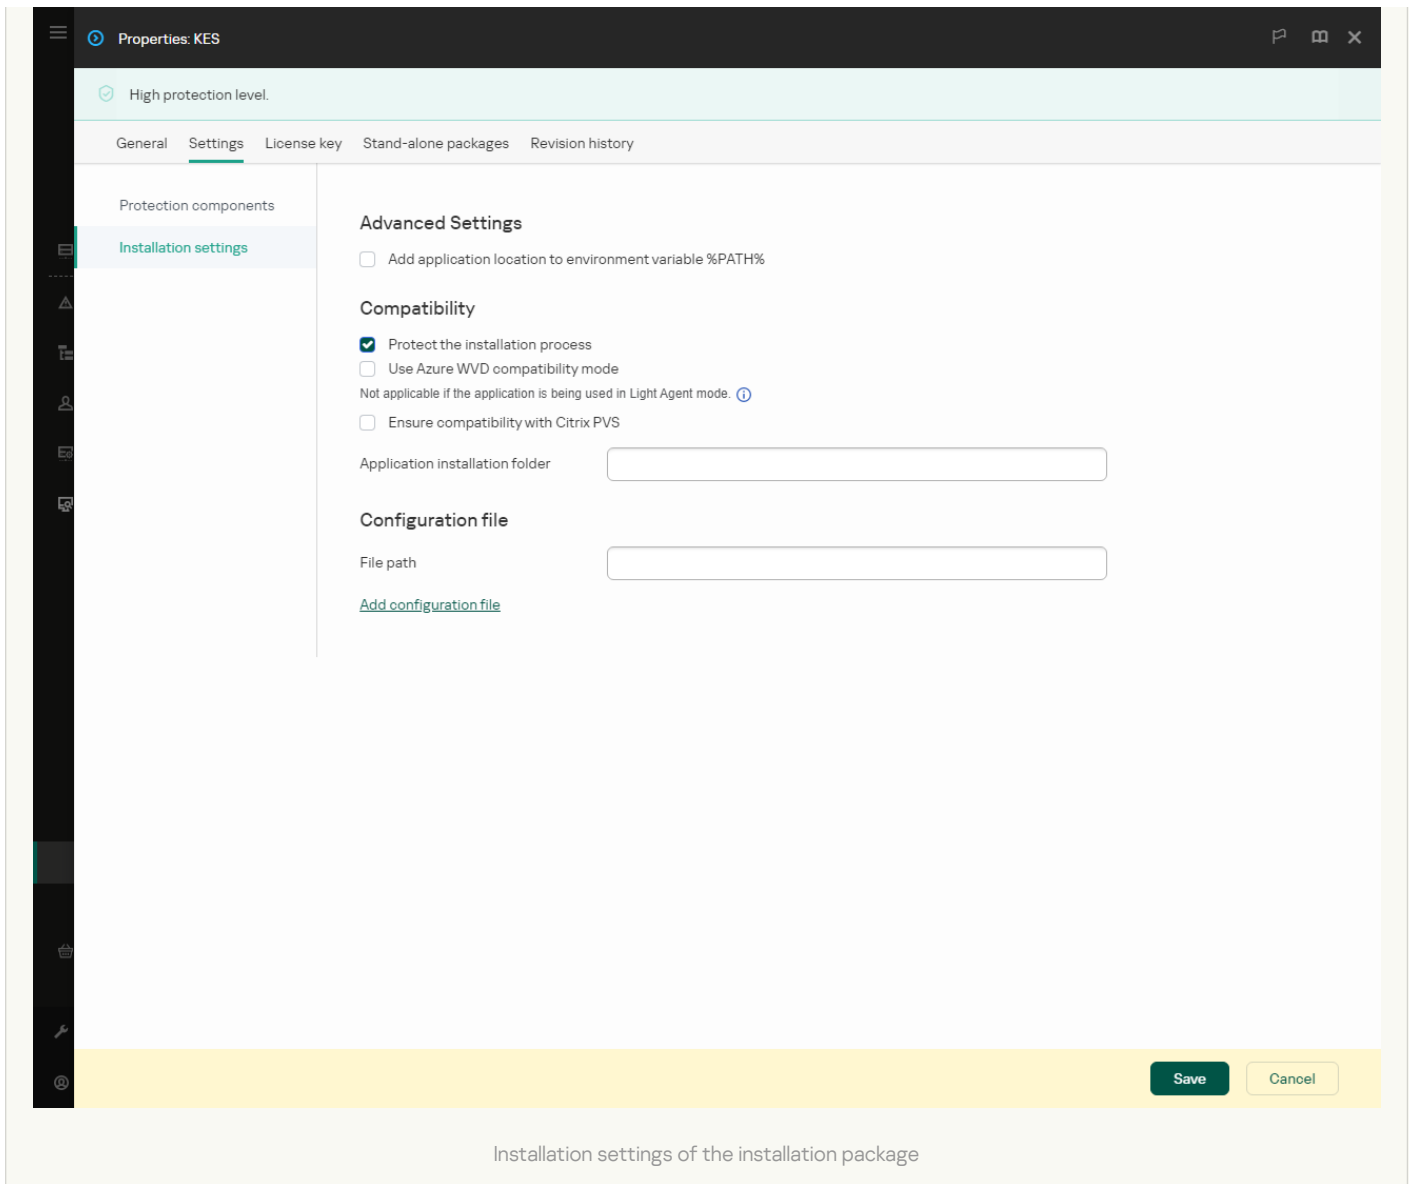 Properties: KES
High protection level.
General Settings License key Stand-alone packages Revision history
Protection components
Installation settings
Advanced Settings
Add application location to environment variable %PATH%
Compatibility
Protect the installation process
Use Azure WVD compatibility mode
Not applicable if the application is being used in Light Agent mode.
Ensure compatibility with Citrix PVS
Application installation folder
Configuration file
File path
Add configuration file
Save Cancel
Installation settings of the installation package